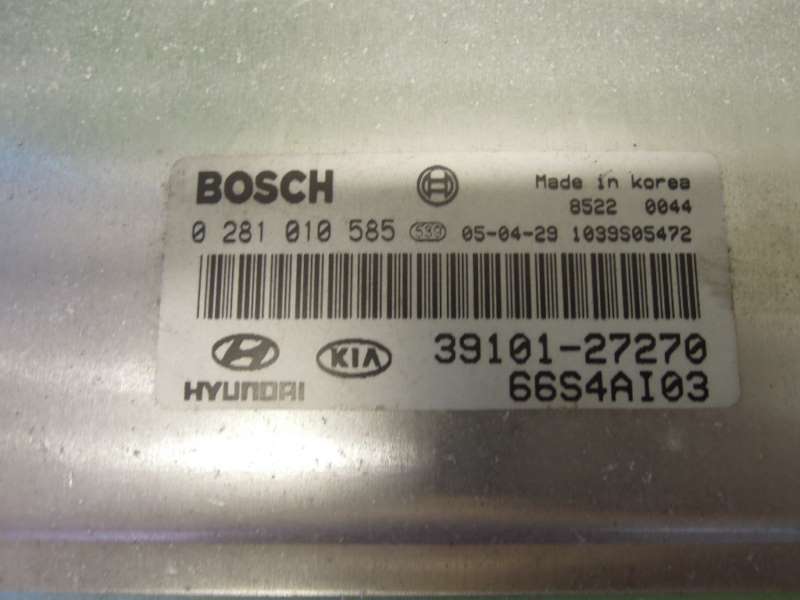 BOSCH
Made in korea
8522 0044
0 281 010 585 539 05-04-29 1039S05472
39101-27270
HYUNDAI KIA
66S4AI03